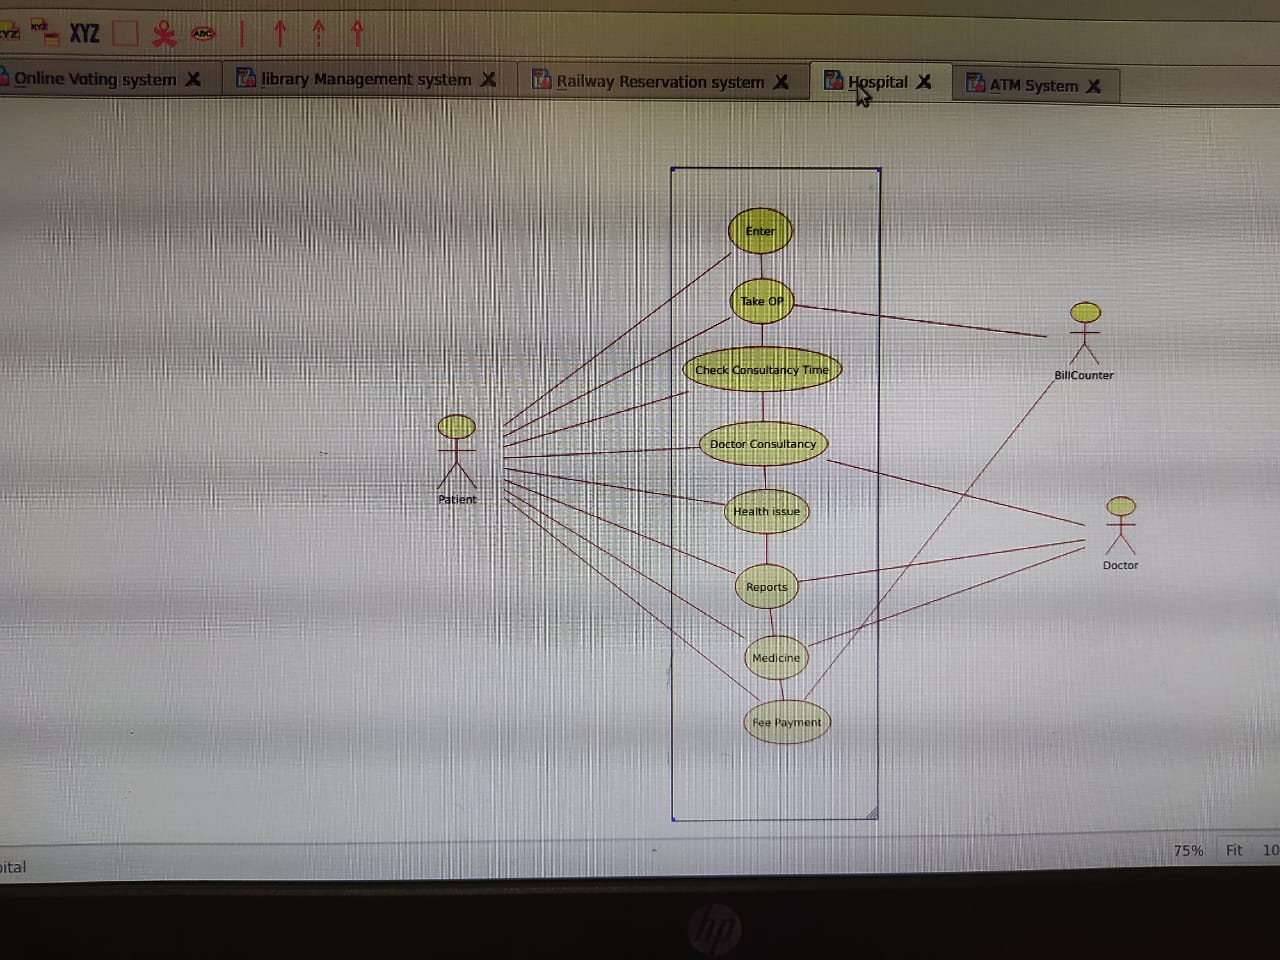 XYZ
XYZ
XYZ
ABC
Online Voting system
library Management system
Railway Reservation system
Hospital
ATM System
Enter
Take OP
Check Consultancy Time
BillCounter
Doctor Consultancy
Patient
Health issue
Doctor
Reports
Medicine
Fee Payment
75% Fit 10
ital
hp